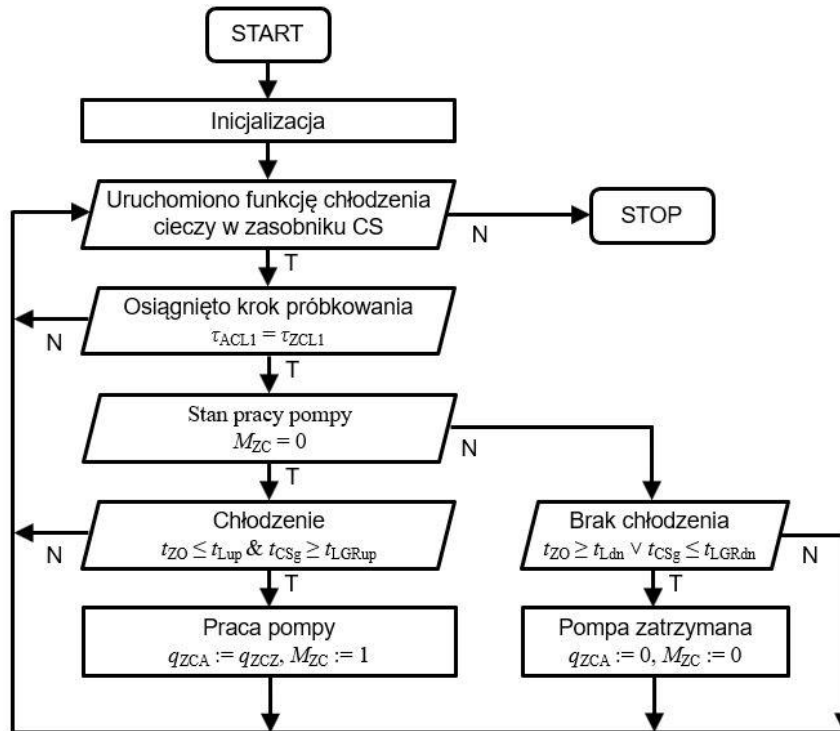 START
Inicjalizacja
Uruchomiono funkcję chłodzenia
cieczy w zasobniku CS
N
STOP
T
Osiągnięto krok próbkowania
τACL1 = τZCL1
N
T
Stan pracy pompy
MZC = 0
N
T
Chłodzenie
tZO ≤ tLup & tCSg ≥ tLGRup
N
T
Brak chłodzenia
tZO ≥ tLdn ∨ tCSg ≤ tLGRdn
N
T
Praca pompy
qZCA := qZCZ, MZC := 1
Pompa zatrzymana
qZCA := 0, MZC := 0